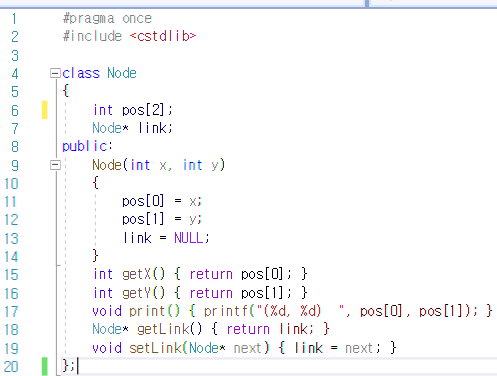 1 #pragma once
2 #include <cstdlib>
3
4 class Node
5 {
6 int pos[2];
7 Node* link;
8 public:
9 Node(int x, int y)
10 {
11 pos[0] = x;
12 pos[1] = y;
13 link = NULL;
14 }
15 int getX() { return pos[0]; }
16 int getY() { return pos[1]; }
17 void print() { printf("(%d, %d)  ", pos[0], pos[1]); }
18 Node* getLink() { return link; }
19 void setLink(Node* next) { link = next; }
20 };